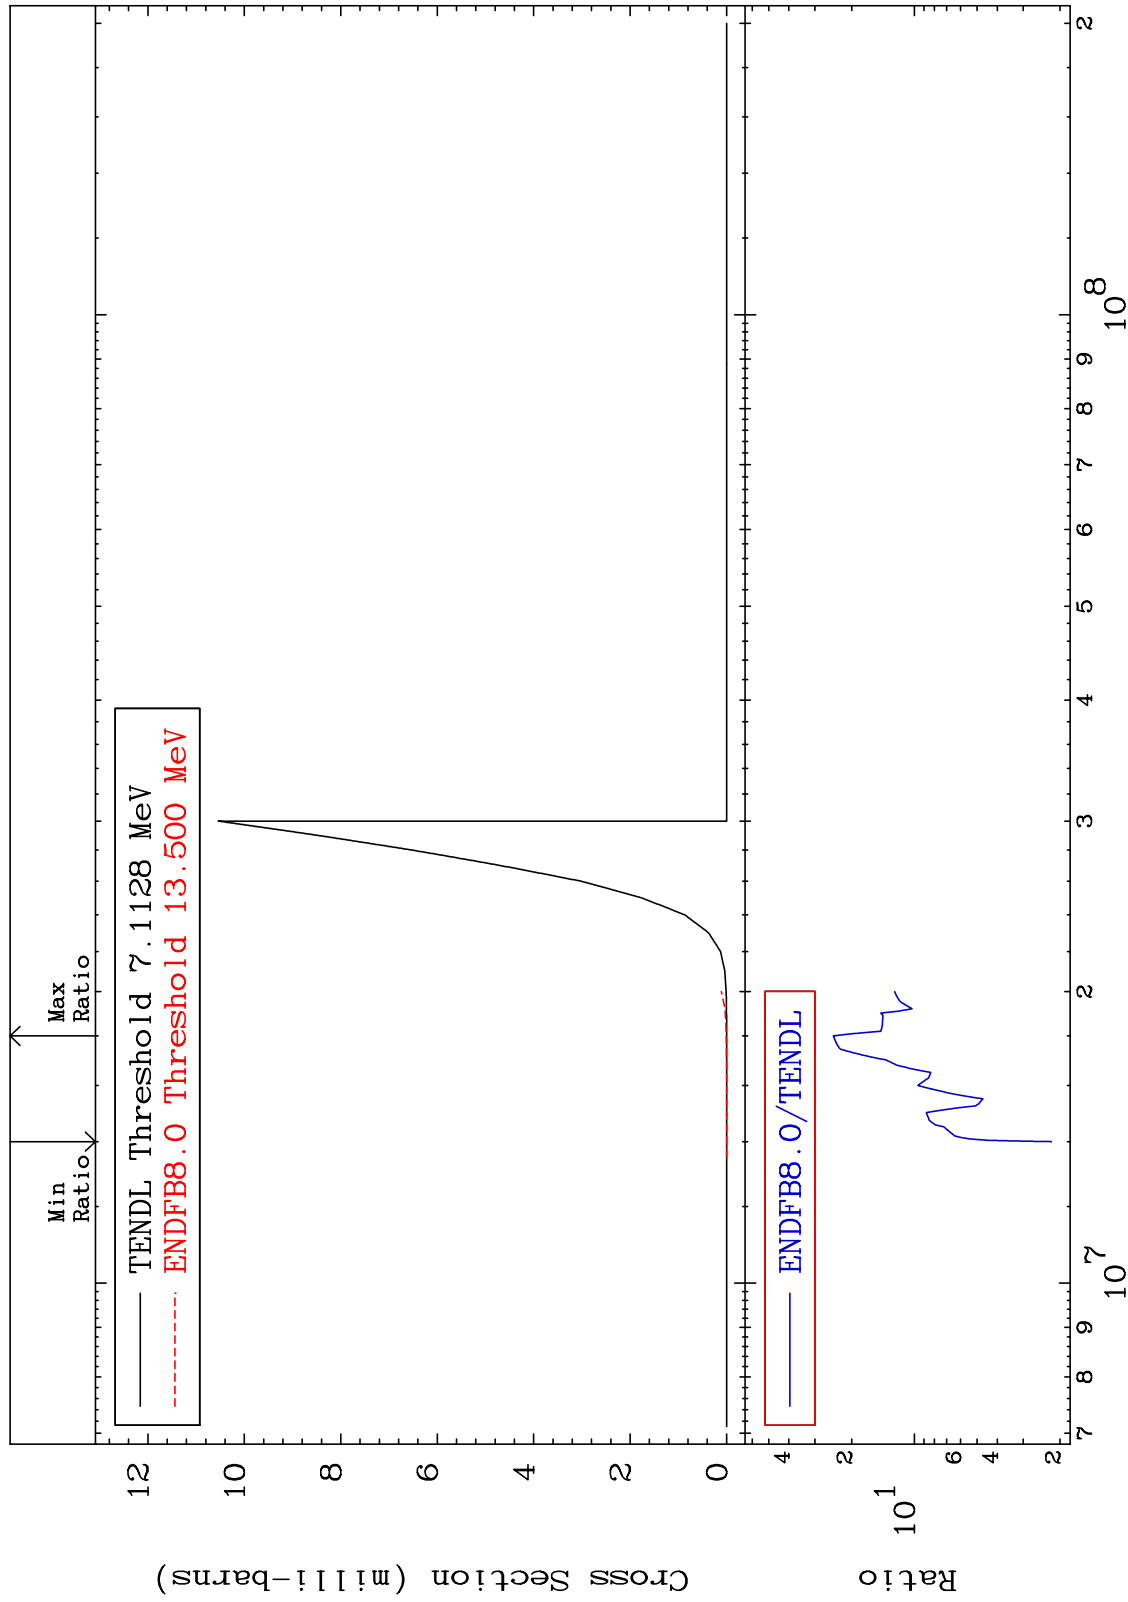 Min
Ratio
Max
Ratio
TENDL Threshold 7.1128 MeV
ENDFB8.0 Threshold 13.500 MeV
12
10
8
6
4
2
0
Cross Section (milli-barns)
ENDFB8.0/TENDL
4
2
10^1
6
4
2
Ratio
7 8 9 10^7 2 3 4 5 6 7 8 9 10^8 2